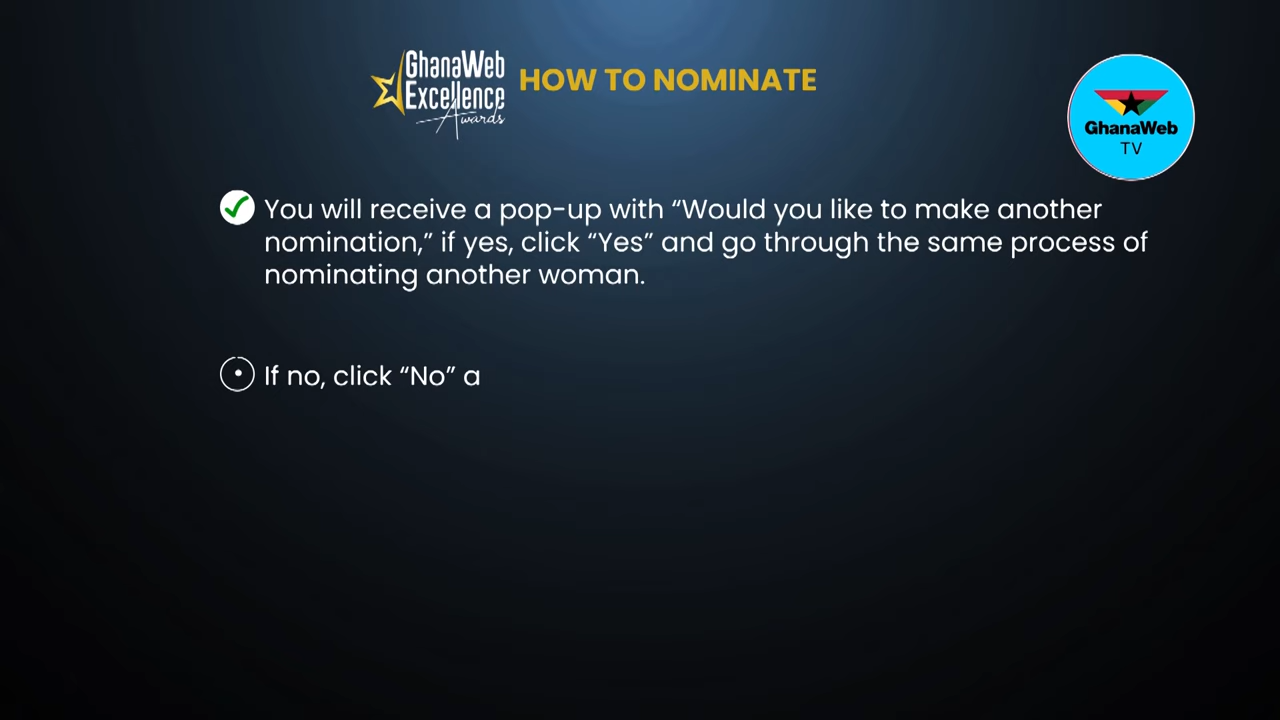 GhanaWeb
Excellence
Awards
HOW TO NOMINATE
GhanaWeb
TV
You will receive a pop-up with “Would you like to make another
nomination,” if yes, click “Yes” and go through the same process of
nominating another woman.
If no, click “No” a